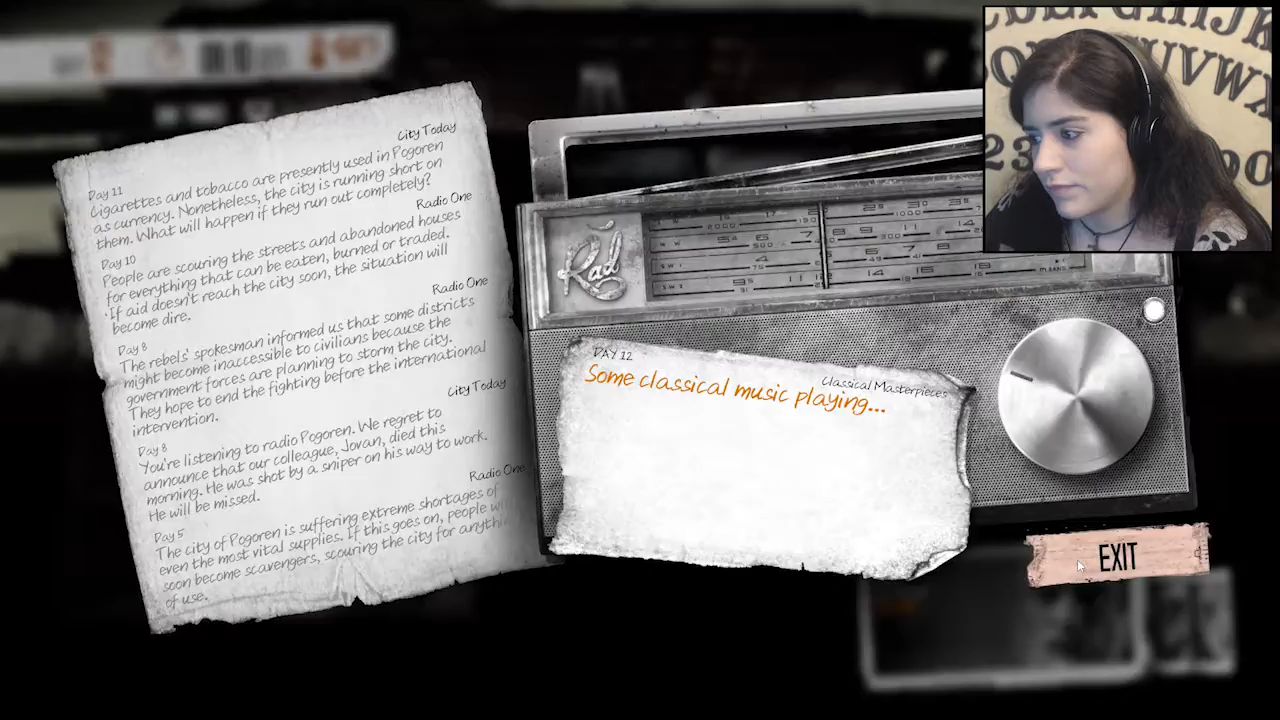 City Today
Day 11
Cigarettes and tobacco are presently used in Pogoren
as currency. Nonetheless, the city is running short on
them. What will happen if they run out completely?
Radio One
Day 10
People are scouring the streets and abandoned houses
for everything that can be eaten, burned or traded.
If aid doesn't reach the city soon, the situation will
become dire.
Radio One
Day 8
The rebels' spokesman informed us that some districts
might become inaccessible to civilians because the
government forces are planning to storm the city.
They hope to end the fighting before the international
intervention.
City Today
Day 8
You're listening to radio Pogoren. We regret to
announce that our colleague, Jovan, died this
morning. He was shot by a sniper on his way to work.
He will be missed.
Radio One
Day 5
The city of Pogoren is suffering extreme shortages of
even the most vital supplies. If this goes on, people
soon become scavengers, scouring the city for
of use.
Rad
DAY 12
Classical Masterpieces
Some classical music playing...
EXIT